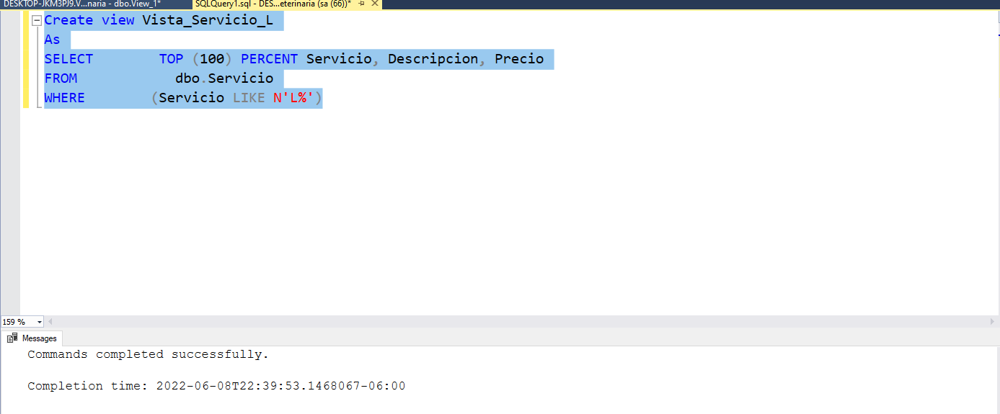 DESKTOP-JKM3PJ9.V...naria - dbo.View_1*
SQLQuery1.sql - DES...eterinaria (sa (66))*
Create view Vista_Servicio_L
As
SELECT TOP (100) PERCENT Servicio, Descripcion, Precio
FROM dbo.Servicio
WHERE (Servicio LIKE N'L%')
159 %
Messages
Commands completed successfully.
Completion time: 2022-06-08T22:39:53.1468067-06:00